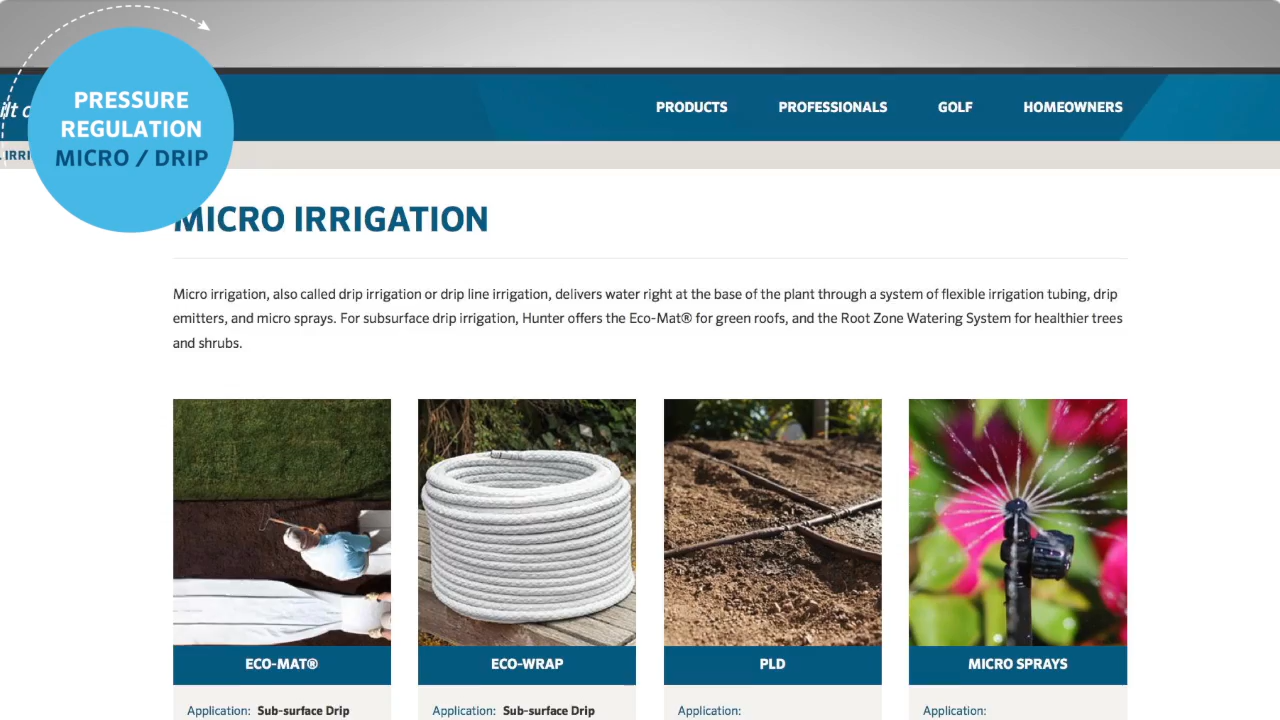 PRESSURE
REGULATION
MICRO / DRIP
PRODUCTS
PROFESSIONALS
GOLF
HOMEOWNERS
MICRO IRRIGATION
Micro irrigation, also called drip irrigation or drip line irrigation, delivers water right at the base of the plant through a system of flexible irrigation tubing, drip
emitters, and micro sprays. For subsurface drip irrigation, Hunter offers the Eco-Mat® for green roofs, and the Root Zone Watering System for healthier trees
and shrubs.
ECO-MAT®
ECO-WRAP
PLD
MICRO SPRAYS
Application: Sub-surface Drip
Application: Sub-surface Drip
Application:
Application: